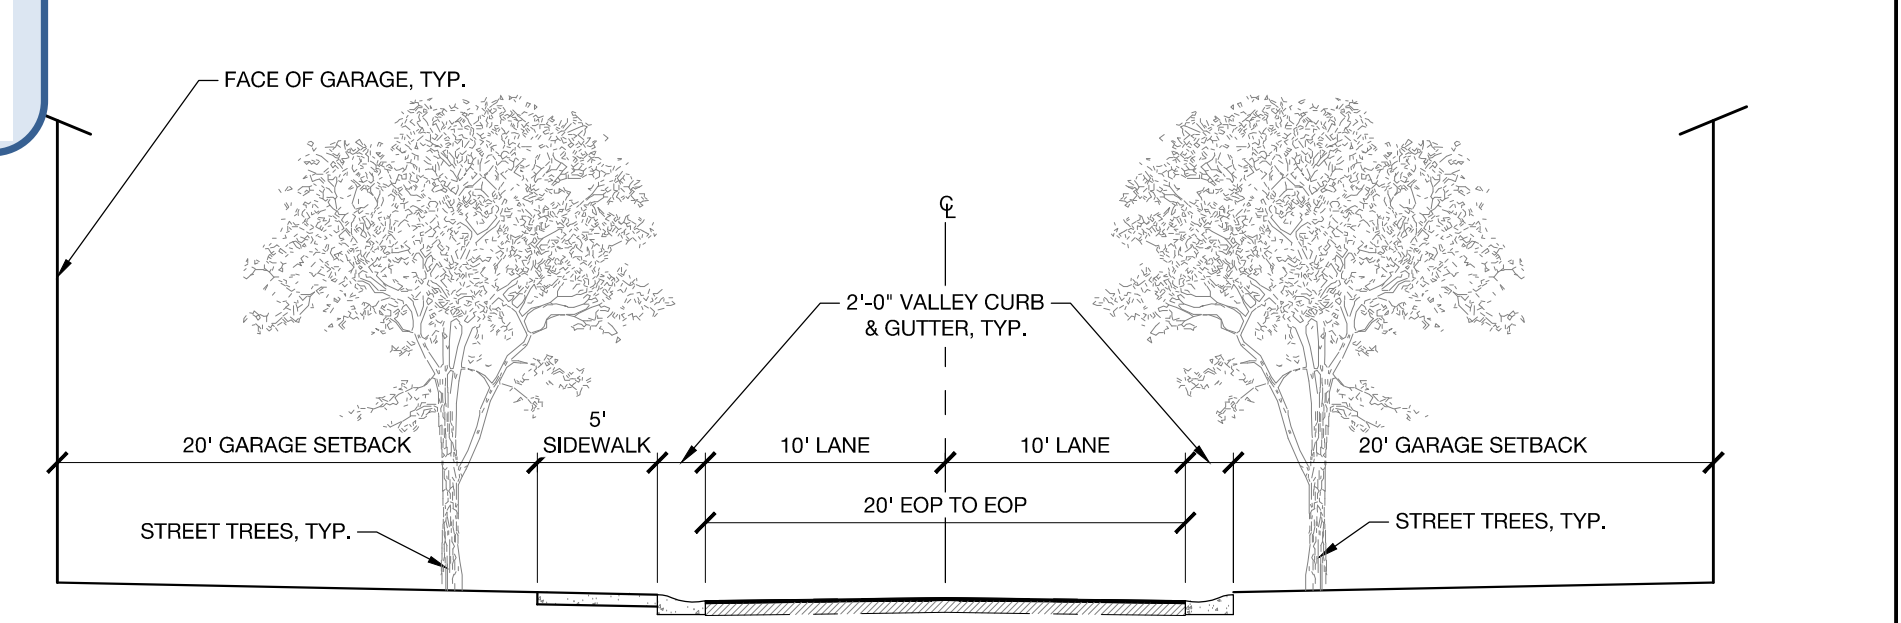 FACE OF GARAGE, TYP.
℄
2'-0" VALLEY CURB
& GUTTER, TYP.
20' GARAGE SETBACK
5'
SIDEWALK
10' LANE
10' LANE
20' GARAGE SETBACK
20' EOP TO EOP
STREET TREES, TYP.
STREET TREES, TYP.